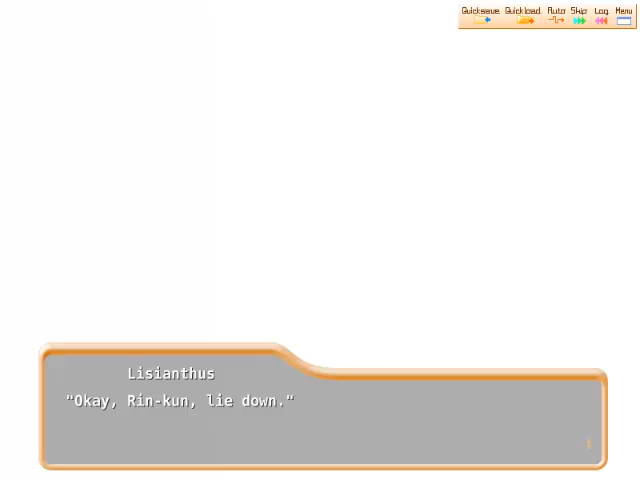 Quicksave Quickload Auto Skip Log Menu
Lisianthus
"Okay, Rin-kun, lie down."